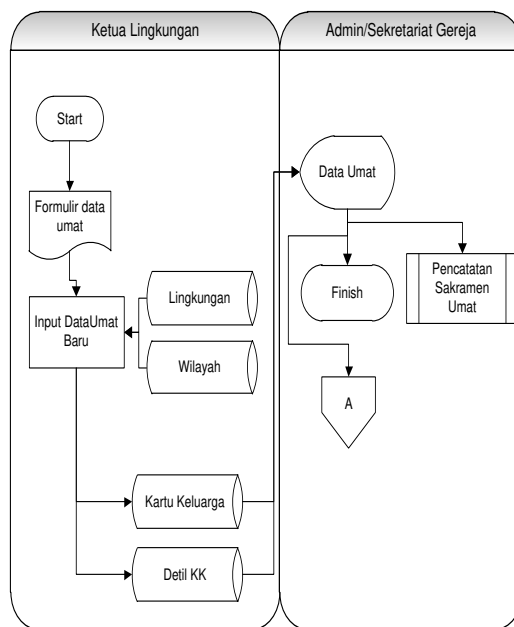 Ketua Lingkungan
Admin/Sekretariat Gereja
Start
Formulir data
umat
Input DataUmat
Baru
Lingkungan
Wilayah
Kartu Keluarga
Detil KK
Data Umat
Finish
Pencatatan
Sakramen
Umat
A